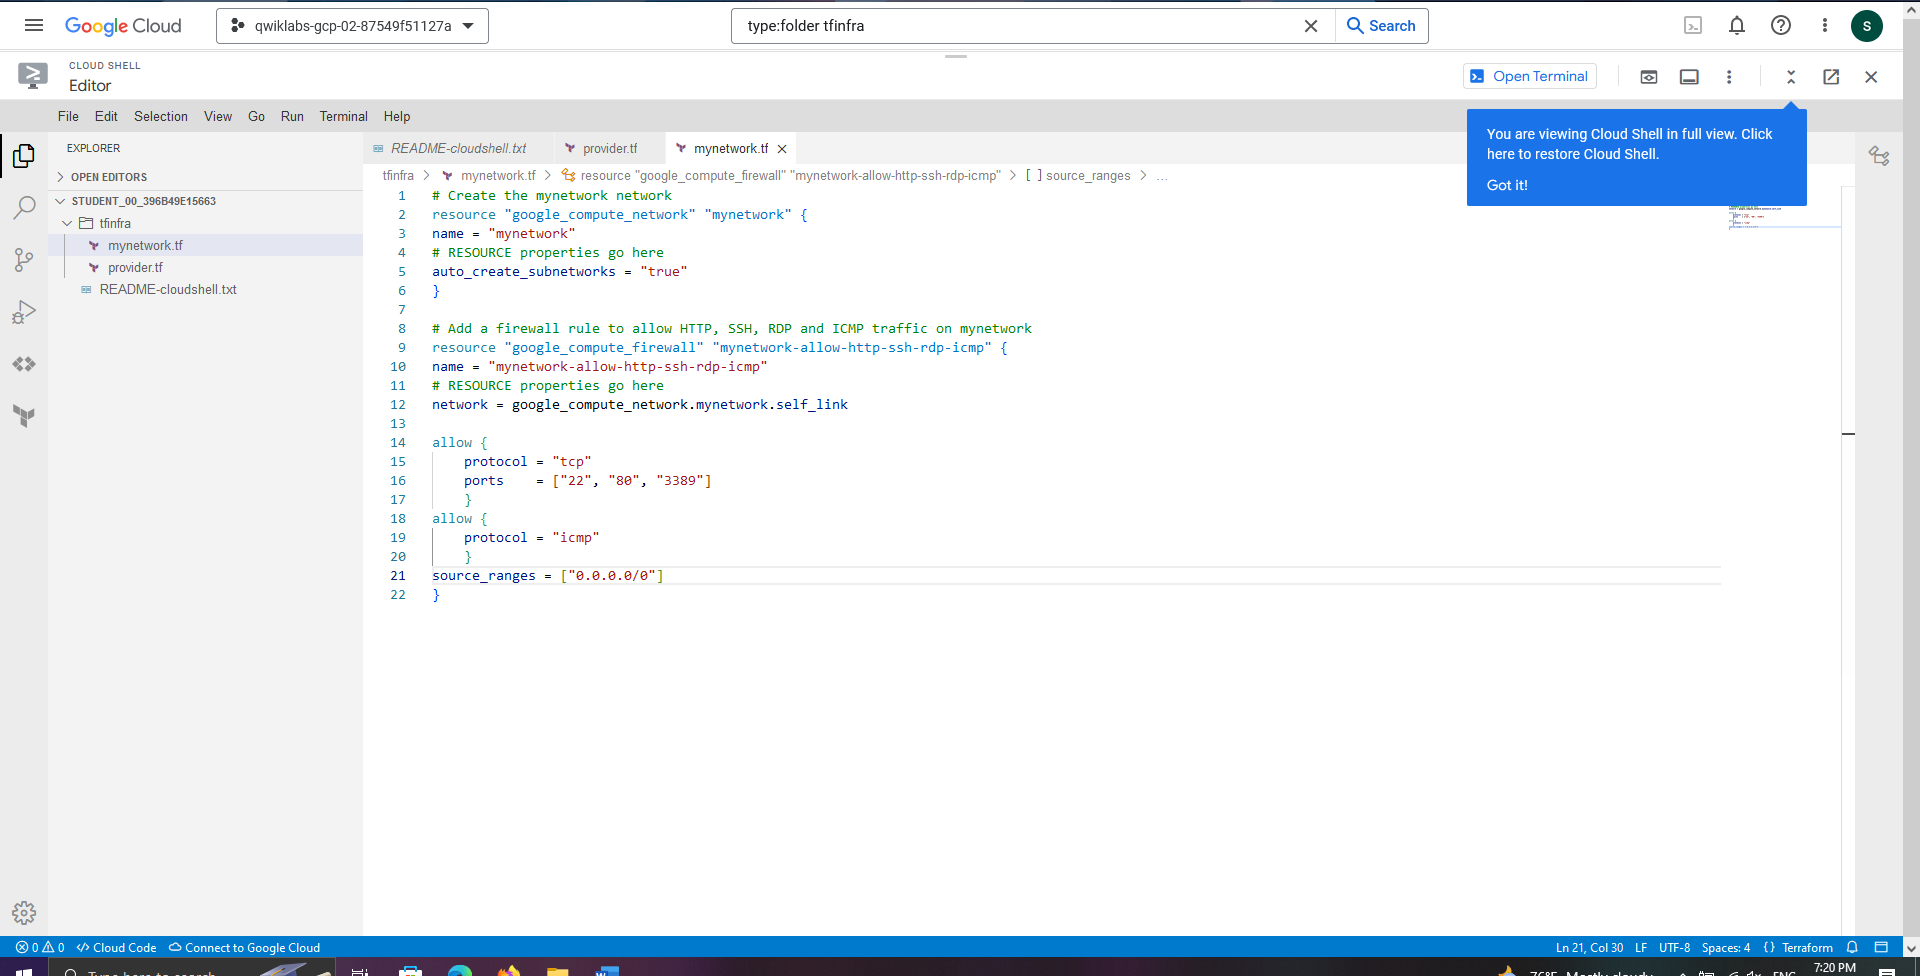 Google Cloud
qwiklabs-gcp-02-87549f51127a
type:folder tfinfra
Search
S
CLOUD SHELL
Editor
Open Terminal
File Edit Selection View Go Run Terminal Help
You are viewing Cloud Shell in full view. Click
here to restore Cloud Shell.
Got it!
EXPLORER
OPEN EDITORS
STUDENT_00_396B49E15663
tfinfra
mynetwork.tf
provider.tf
README-cloudshell.txt
README-cloudshell.txt provider.tf mynetwork.tf
tfinfra > mynetwork.tf > resource "google_compute_firewall" "mynetwork-allow-http-ssh-rdp-icmp" > [ ] source_ranges > ...
1 # Create the mynetwork network
2 resource "google_compute_network" "mynetwork" {
3 name = "mynetwork"
4 # RESOURCE properties go here
5 auto_create_subnetworks = "true"
6 }
7
8 # Add a firewall rule to allow HTTP, SSH, RDP and ICMP traffic on mynetwork
9 resource "google_compute_firewall" "mynetwork-allow-http-ssh-rdp-icmp" {
10 name = "mynetwork-allow-http-ssh-rdp-icmp"
11 # RESOURCE properties go here
12 network = google_compute_network.mynetwork.self_link
13
14 allow {
15 protocol = "tcp"
16 ports = ["22", "80", "3389"]
17 }
18 allow {
19 protocol = "icmp"
20 }
21 source_ranges = ["0.0.0.0/0"]
22 }
0 0 Cloud Code Connect to Google Cloud
Ln 21, Col 30 LF UTF-8 Spaces: 4 {} Terraform
Type here to search
76°F Mostly cloudy
ENG
7:20 PM